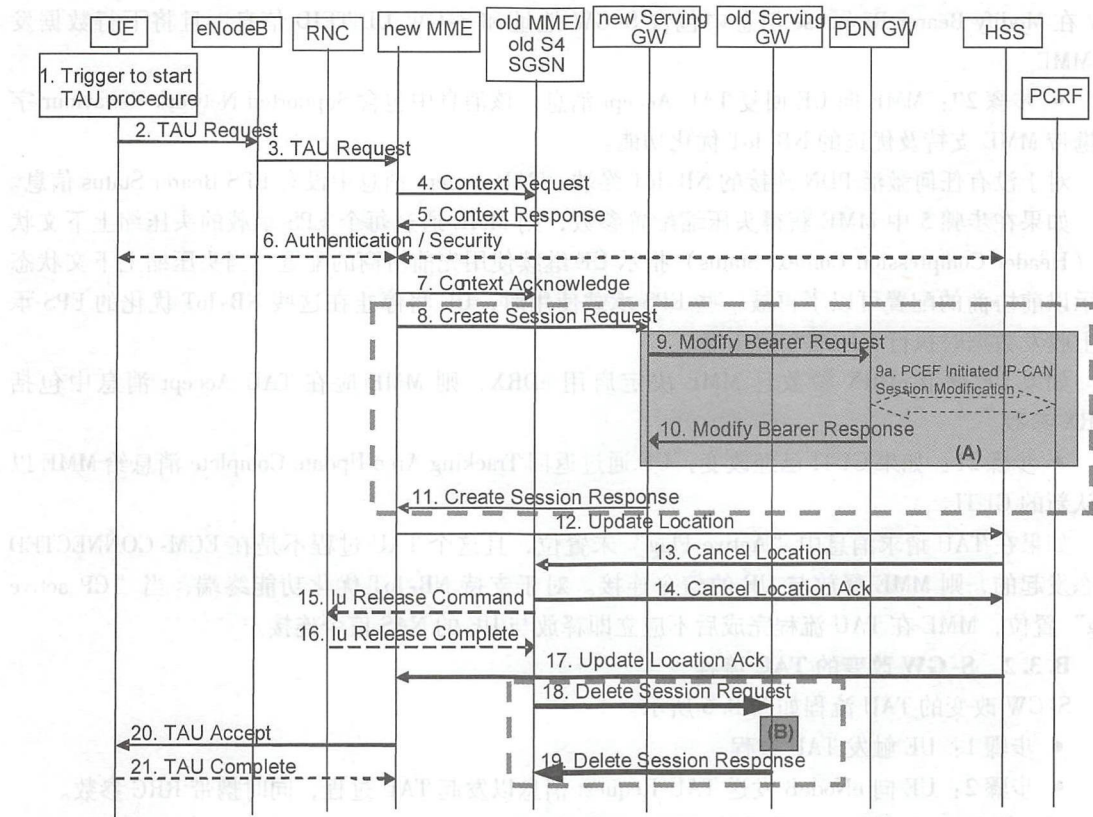 UE
eNodeB
RNC
new MME
old MME/
old S4
SGSN
new Serving
GW
old Serving
GW
PDN GW
HSS
PCRF
1. Trigger to start
TAU procedure
2. TAU Request
3. TAU Request
4. Context Request
5. Context Response
6. Authentication / Security
7. Context Acknowledge
8. Create Session Request
9. Modify Bearer Request
9a. PCEF Initiated IP-CAN
Session Modification
10. Modify Bearer Response
(A)
11. Create Session Response
12. Update Location
13. Cancel Location
14. Cancel Location Ack
15. Iu Release Command
16. Iu Release Complete
17. Update Location Ack
18. Delete Session Request
(B)
19. Delete Session Response
20. TAU Accept
21. TAU Complete